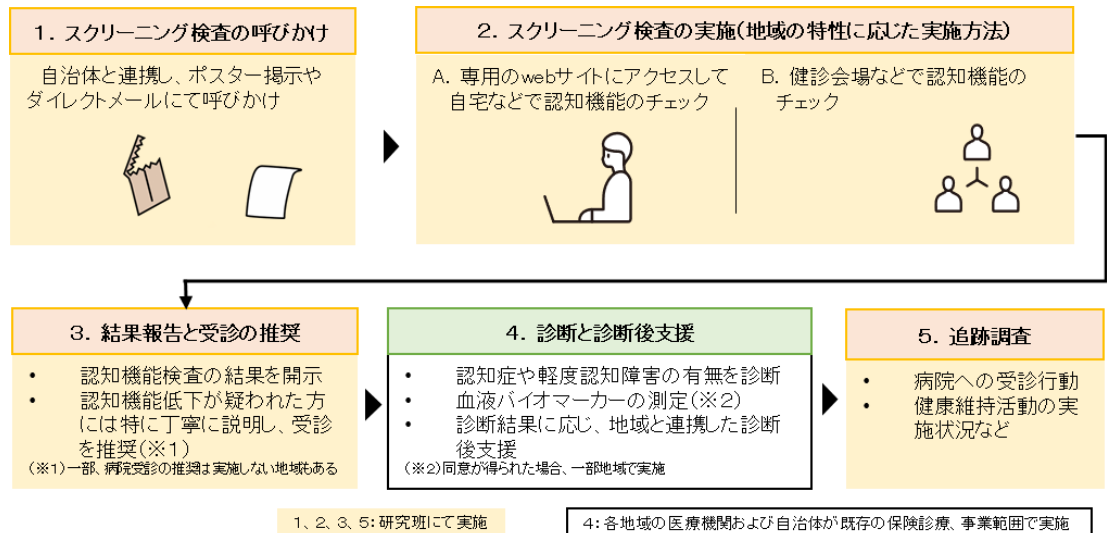 1. スクリーニング検査の呼びかけ
自治体と連携し、ポスター掲示や
ダイレクトメールにて呼びかけ
2. スクリーニング検査の実施(地域の特性に応じた実施方法)
A. 専用のwebサイトにアクセスして
自宅などで認知機能のチェック
B. 健診会場などで認知機能の
チェック
3. 結果報告と受診の推奨
• 認知機能検査の結果を開示
• 認知機能低下が疑われた方
には特に丁寧に説明し、受診
を推奨(※1)
(※1)一部、病院受診の推奨は実施しない地域もある
4. 診断と診断後支援
• 認知症や軽度認知障害の有無を診断
• 血液バイオマーカーの測定(※2)
• 診断結果に応じ、地域と連携した診断
後支援
(※2)同意が得られた場合、一部地域で実施
5. 追跡調査
• 病院への受診行動
• 健康維持活動の実
施状況など
1、2、3、5:研究班にて実施
4:各地域の医療機関および自治体が既存の保険診療、事業範囲で実施